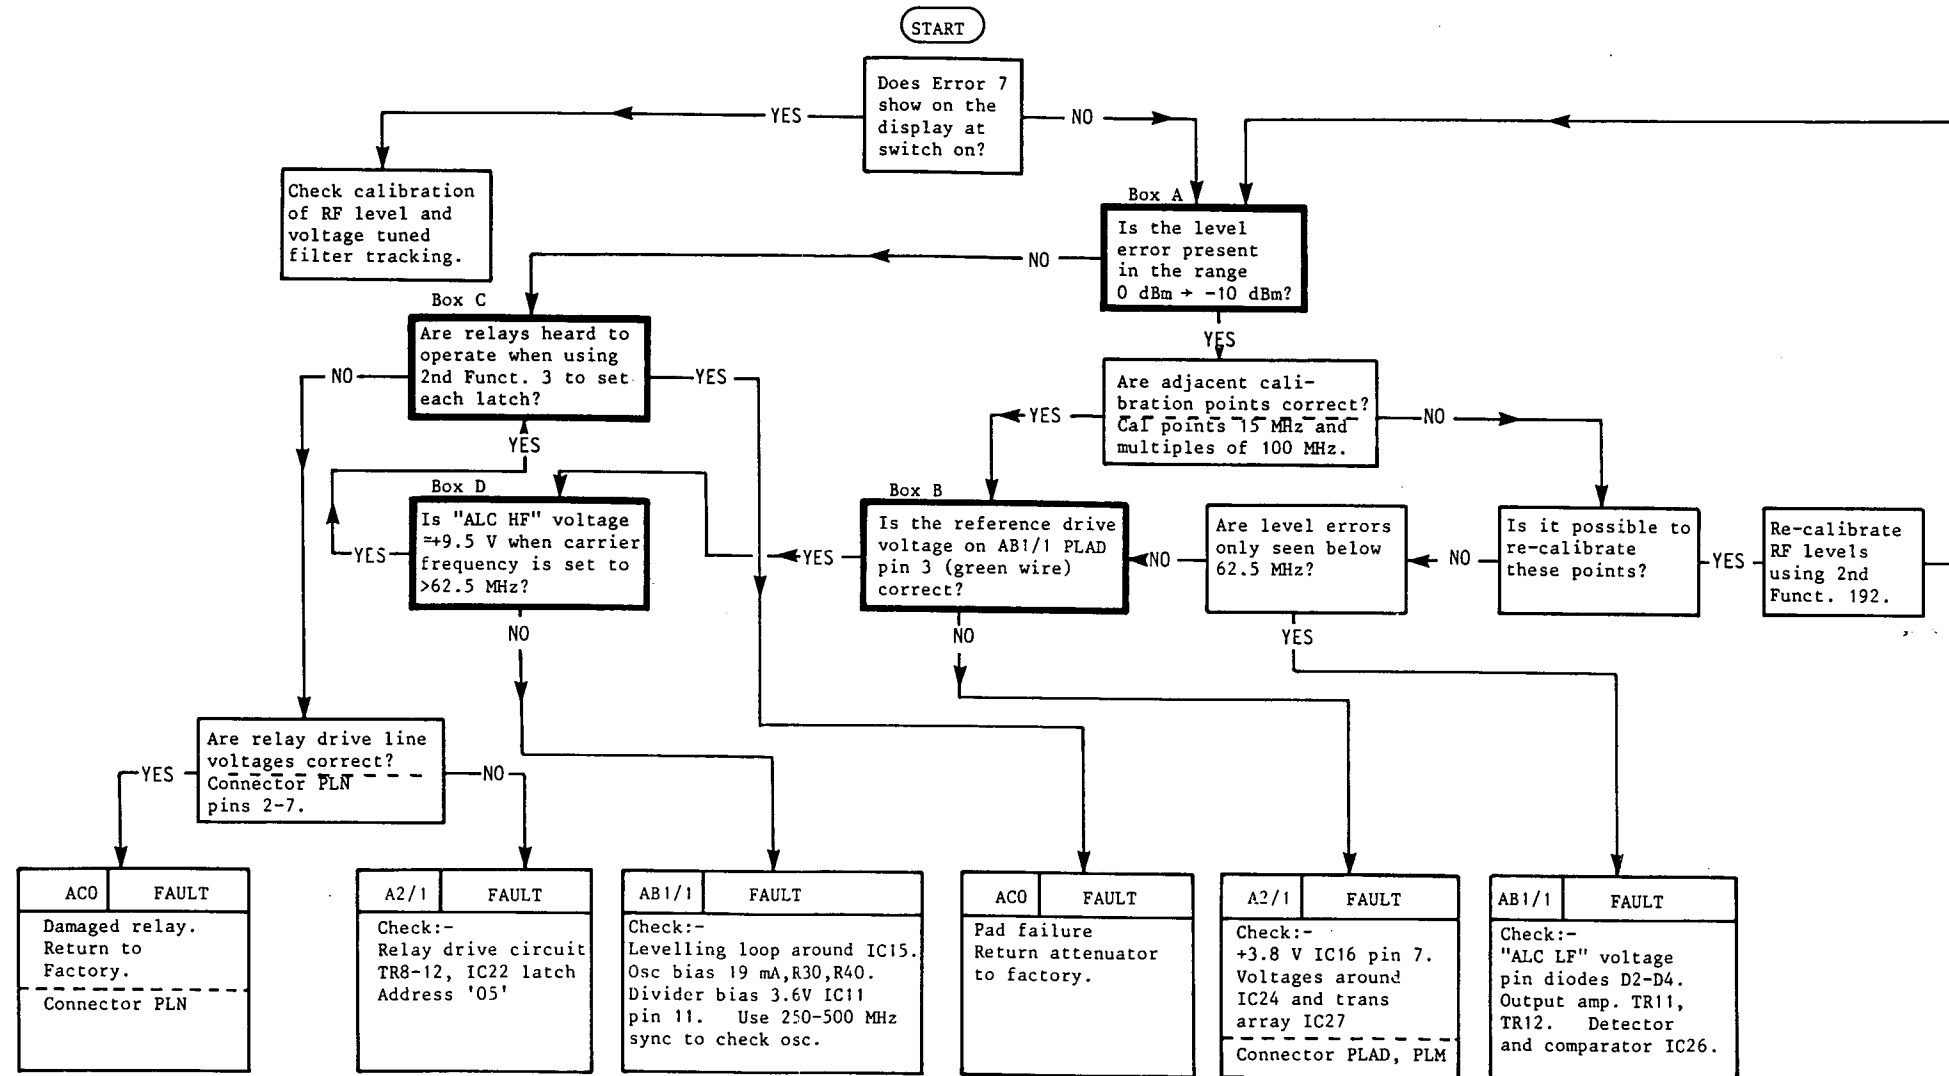 START
Does Error 7
show on the
display at
switch on?
YES
NO
Check calibration
of RF level and
voltage tuned
filter tracking.
Box A
Is the level
error present
in the range
0 dBm → -10 dBm?
NO
YES
Box C
Are relays heard to
operate when using
2nd Funct. 3 to set
each latch?
NO
YES
YES
Are adjacent cali-
bration points correct?
Cal points 15 MHz and
multiples of 100 MHz.
YES
NO
Box D
Is "ALC HF" voltage
≃+9.5 V when carrier
frequency is set to
>62.5 MHz?
YES
NO
Box B
Is the reference drive
voltage on AB1/1 PLAD
pin 3 (green wire)
correct?
YES
NO
Are level errors
only seen below
62.5 MHz?
NO
YES
Is it possible to
re-calibrate
these points?
NO
YES
Re-calibrate
RF levels
using 2nd
Funct. 192.
Are relay drive line
voltages correct?
Connector PLN
pins 2-7.
YES
NO
AC0 FAULT
Damaged relay.
Return to
Factory.
Connector PLN
A2/1 FAULT
Check:-
Relay drive circuit
TR8-12, IC22 latch
Address '05'
AB1/1 FAULT
Check:-
Levelling loop around IC15.
Osc bias 19 mA,R30,R40.
Divider bias 3.6V IC11
pin 11. Use 250-500 MHz
sync to check osc.
AC0 FAULT
Pad failure
Return attenuator
to factory.
A2/1 FAULT
Check:-
+3.8 V IC16 pin 7.
Voltages around
IC24 and trans
array IC27
Connector PLAD, PLM
AB1/1 FAULT
Check:-
"ALC LF" voltage
pin diodes D2-D4.
Output amp. TR11,
TR12. Detector
and comparator IC26.